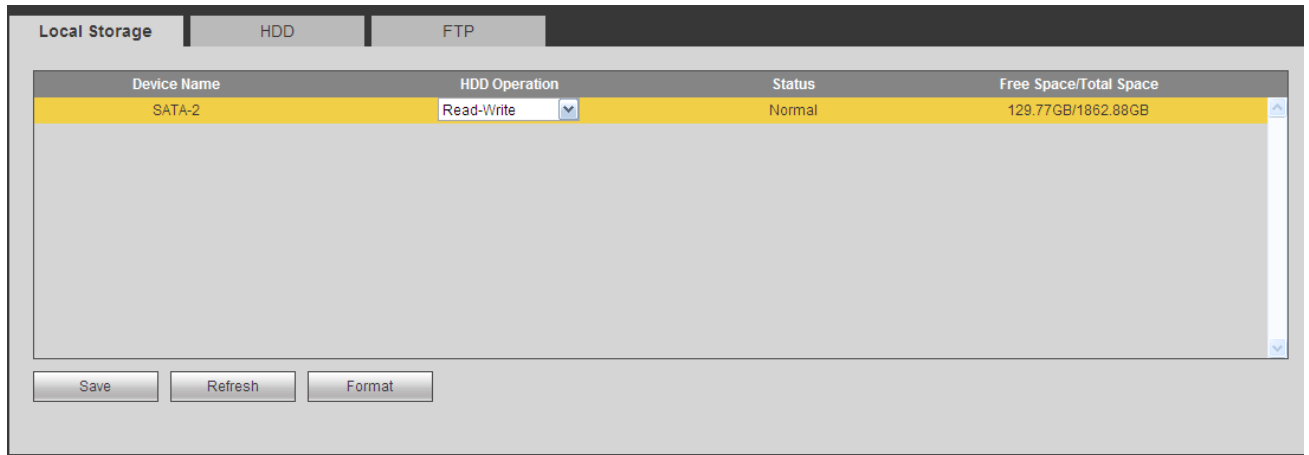 Local Storage HDD FTP
Device Name HDD Operation Status Free Space/Total Space
SATA-2 Read-Write Normal 129.77GB/1862.88GB
Save Refresh Format